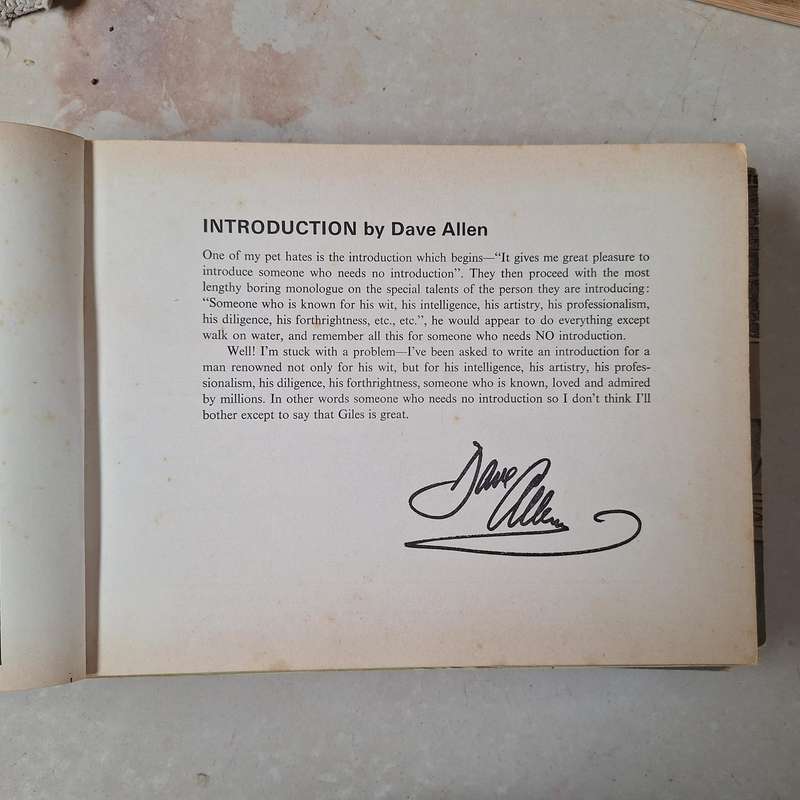 INTRODUCTION by Dave Allen
One of my pet hates is the introduction which begins—“It gives me great pleasure to
introduce someone who needs no introduction”. They then proceed with the most
lengthy boring monologue on the special talents of the person they are introducing:
“Someone who is known for his wit, his intelligence, his artistry, his professionalism,
his diligence, his forthrightness, etc., etc.”, he would appear to do everything except
walk on water, and remember all this for someone who needs NO introduction.
Well! I’m stuck with a problem—I’ve been asked to write an introduction for a
man renowned not only for his wit, but for his intelligence, his artistry, his profes-
sionalism, his diligence, his forthrightness, someone who is known, loved and admired
by millions. In other words someone who needs no introduction so I don’t think I’ll
bother except to say that Giles is great.
Dave
Allen